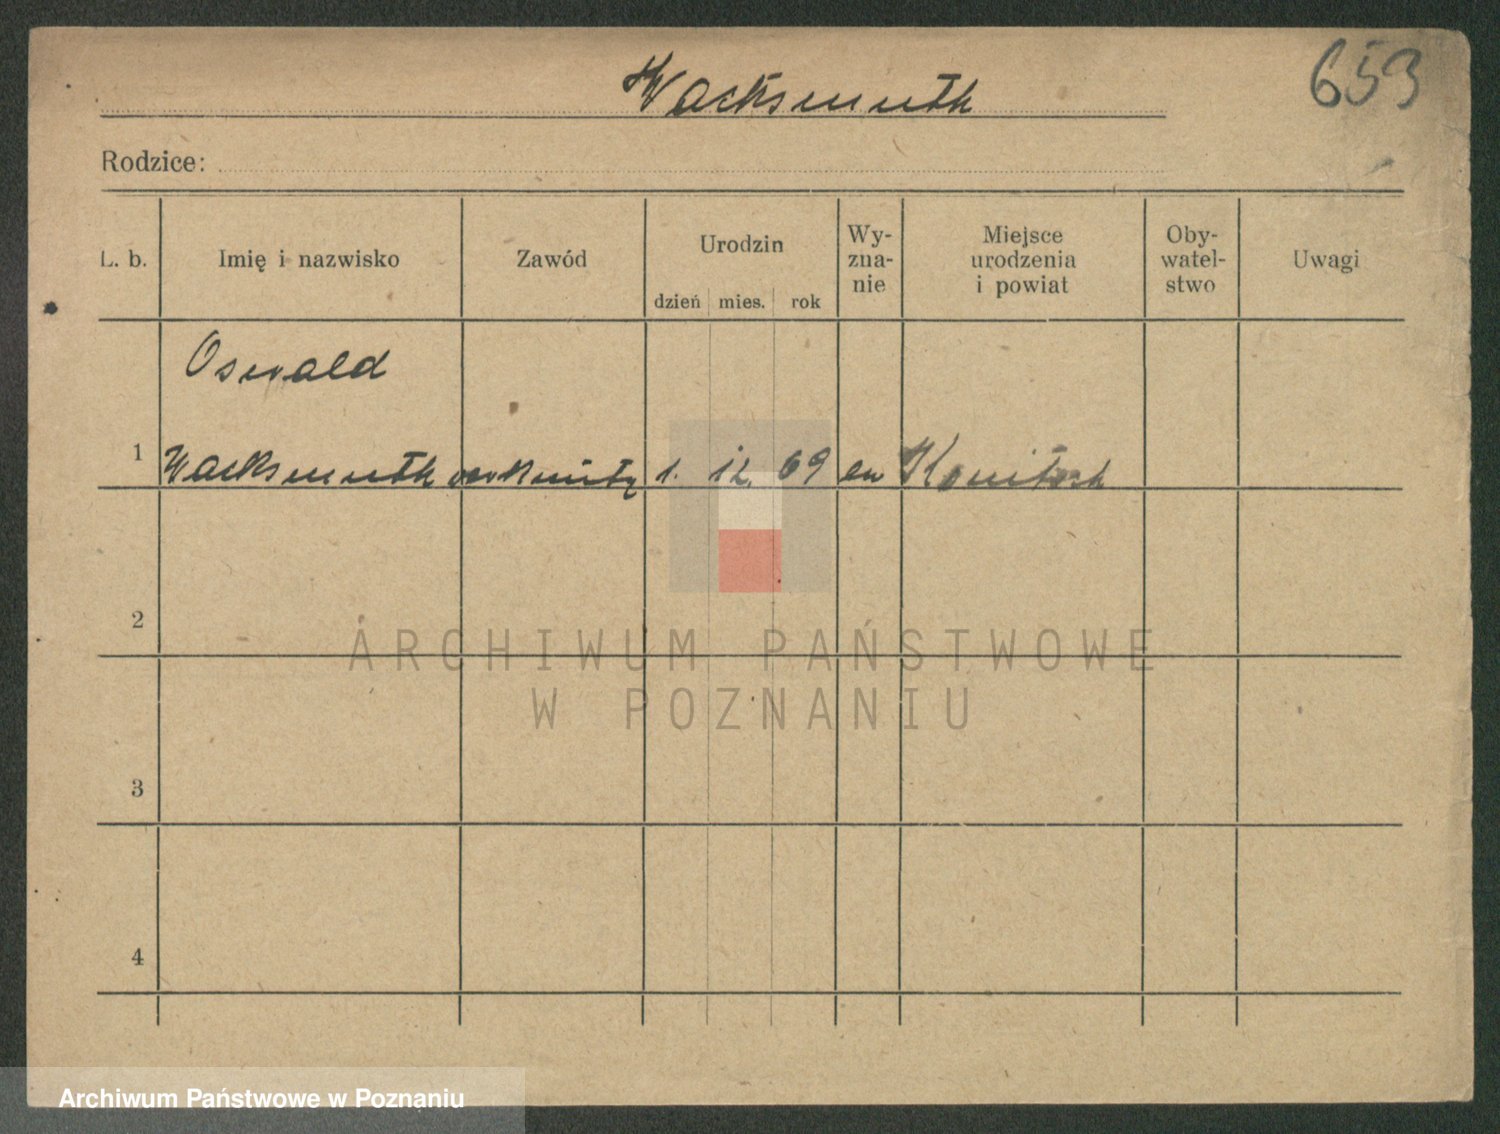 Wacksmuth
653
Rodzice:
L. b. Imię i nazwisko Zawód Urodzin dzień mies. rok Wy-zna-nie Miejsce urodzenia i powiat Oby-watel-stwo Uwagi
Oswald
1 Wacksmuth 1. 12. 69 ew
2
ARCHIWUM PAŃSTWOWE
W POZNANIU
3
4
Archiwum Państwowe w Poznaniu